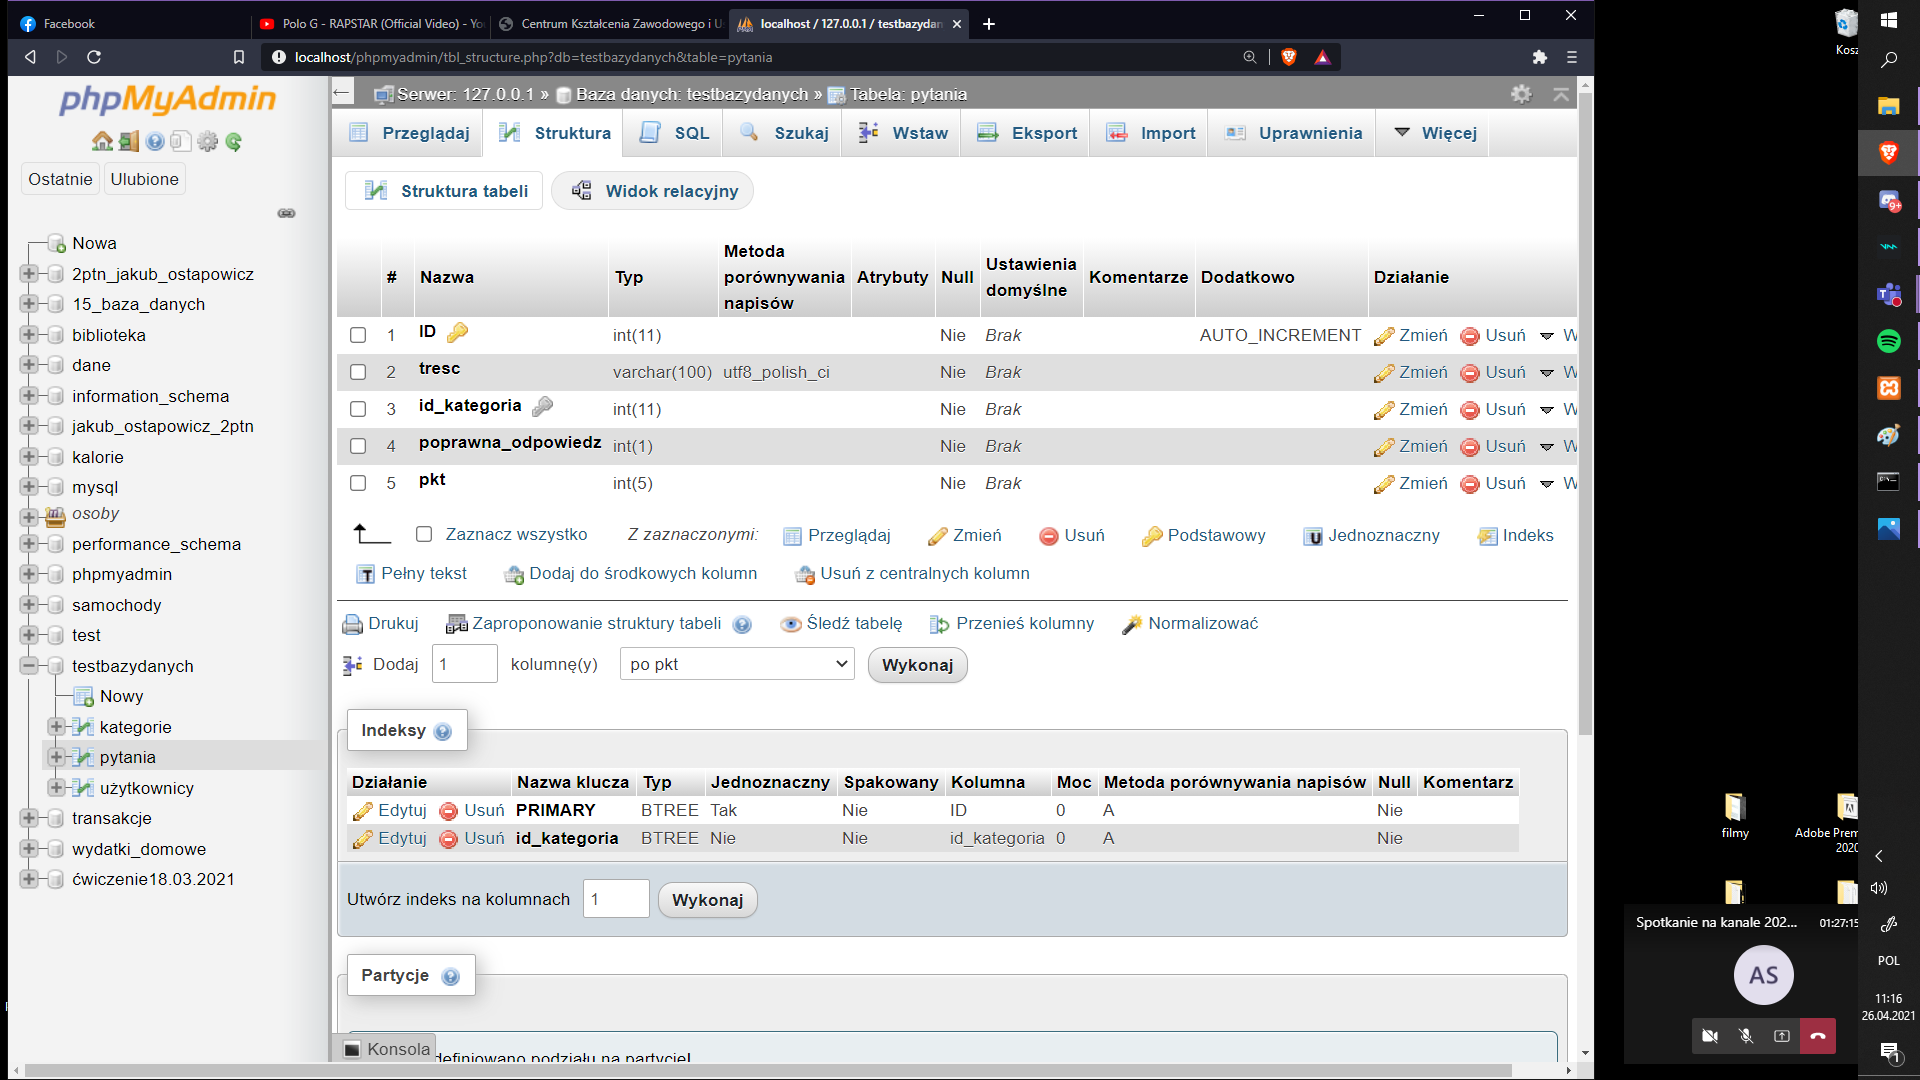 Facebook
Polo G - RAPSTAR (Official Video) - Yo
Centrum Kształcenia Zawodowego i U
localhost / 127.0.0.1 / testbazydan
localhost/phpmyadmin/tbl_structure.php?db=testbazydanych&table=pytania
phpMyAdmin
Ostatnie
Ulubione
Nowa
2ptn_jakub_ostapowicz
15_baza_danych
biblioteka
dane
information_schema
jakub_ostapowicz_2ptn
kalorie
mysql
osoby
performance_schema
phpmyadmin
samochody
test
testbazydanych
Nowy
kategorie
pytania
użytkownicy
transakcje
wydatki_domowe
ćwiczenie18.03.2021
Serwer: 127.0.0.1 » Baza danych: testbazydanych » Tabela: pytania
Przeglądaj Struktura SQL Szukaj Wstaw Eksport Import Uprawnienia Więcej
Struktura tabeli Widok relacyjny
# Nazwa Typ Metoda porównywania napisów Atrybuty Null Ustawienia domyślne Komentarze Dodatkowo Działanie
1 ID int(11) Nie Brak AUTO_INCREMENT Zmień Usuń W
2 tresc varchar(100) utf8_polish_ci Nie Brak Zmień Usuń W
3 id_kategoria int(11) Nie Brak Zmień Usuń W
4 poprawna_odpowiedz int(1) Nie Brak Zmień Usuń W
5 pkt int(5) Nie Brak Zmień Usuń W
Zaznacz wszystko Z zaznaczonymi: Przeglądaj Zmień Usuń Podstawowy Jednoznaczny Indeks
Pełny tekst Dodaj do środkowych kolumn Usuń z centralnych kolumn
Drukuj Zaproponowanie struktury tabeli Śledź tabelę Przenieś kolumny Normalizować
Dodaj 1 kolumnę(y) po pkt Wykonaj
Indeksy
Działanie Nazwa klucza Typ Jednoznaczny Spakowany Kolumna Moc Metoda porównywania napisów Null Komentarz
Edytuj Usuń PRIMARY BTREE Tak Nie ID 0 A Nie
Edytuj Usuń id_kategoria BTREE Nie Nie id_kategoria 0 A Nie
Utwórz indeks na kolumnach 1 Wykonaj
Partycje
definiowano podziału na partycje!
Konsola
Kosz
9+
filmy
Adobe Prem
2020
Spotkanie na kanale 202... 01:27:15
AS
POL
11:16
26.04.2021
1